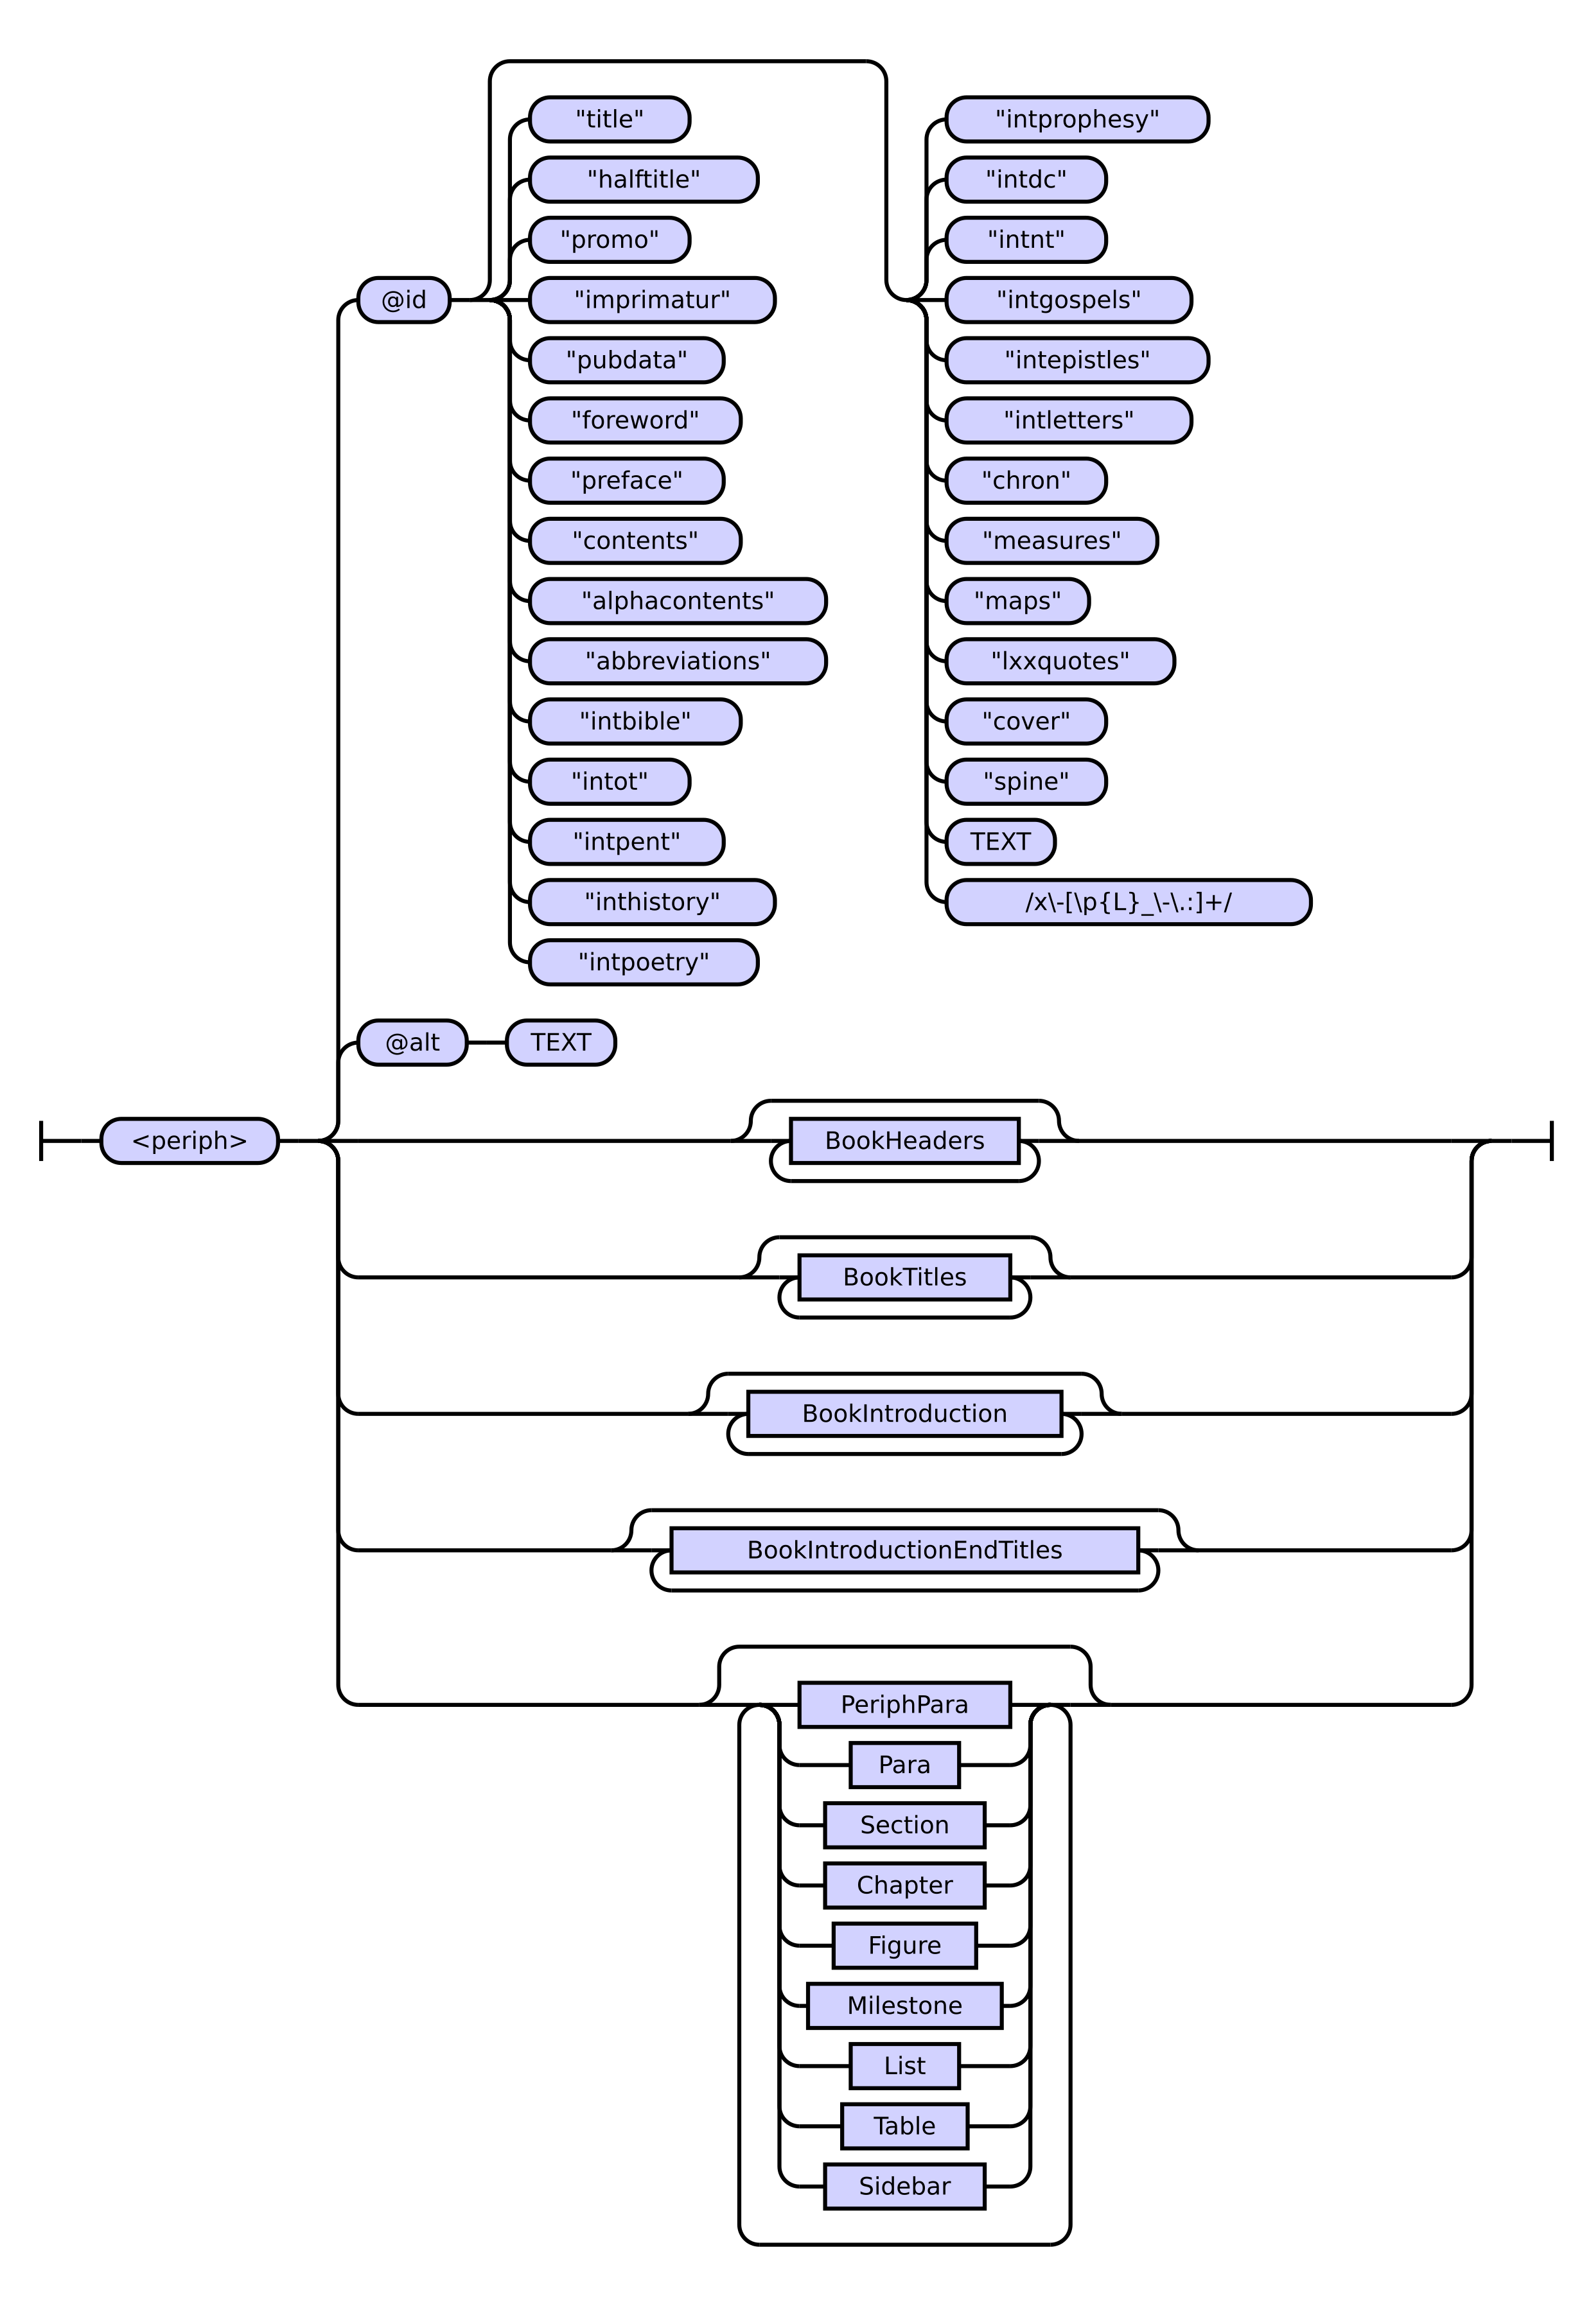 "title"
"halftitle"
"promo"
@id
"imprimatur"
"pubdata"
"foreword"
"preface"
"contents"
"alphacontents"
"abbreviations"
"intbible"
"intot"
"intpent"
"inthistory"
"intpoetry"
"intprophesy"
"intdc"
"intnt"
"intgospels"
"intepistles"
"intletters"
"chron"
"measures"
"maps"
"lxxquotes"
"cover"
"spine"
TEXT
/x\-[\p{L}_\-\.:]+/
@alt TEXT
<periph>
BookHeaders
BookTitles
BookIntroduction
BookIntroductionEndTitles
PeriphPara
Para
Section
Chapter
Figure
Milestone
List
Table
Sidebar